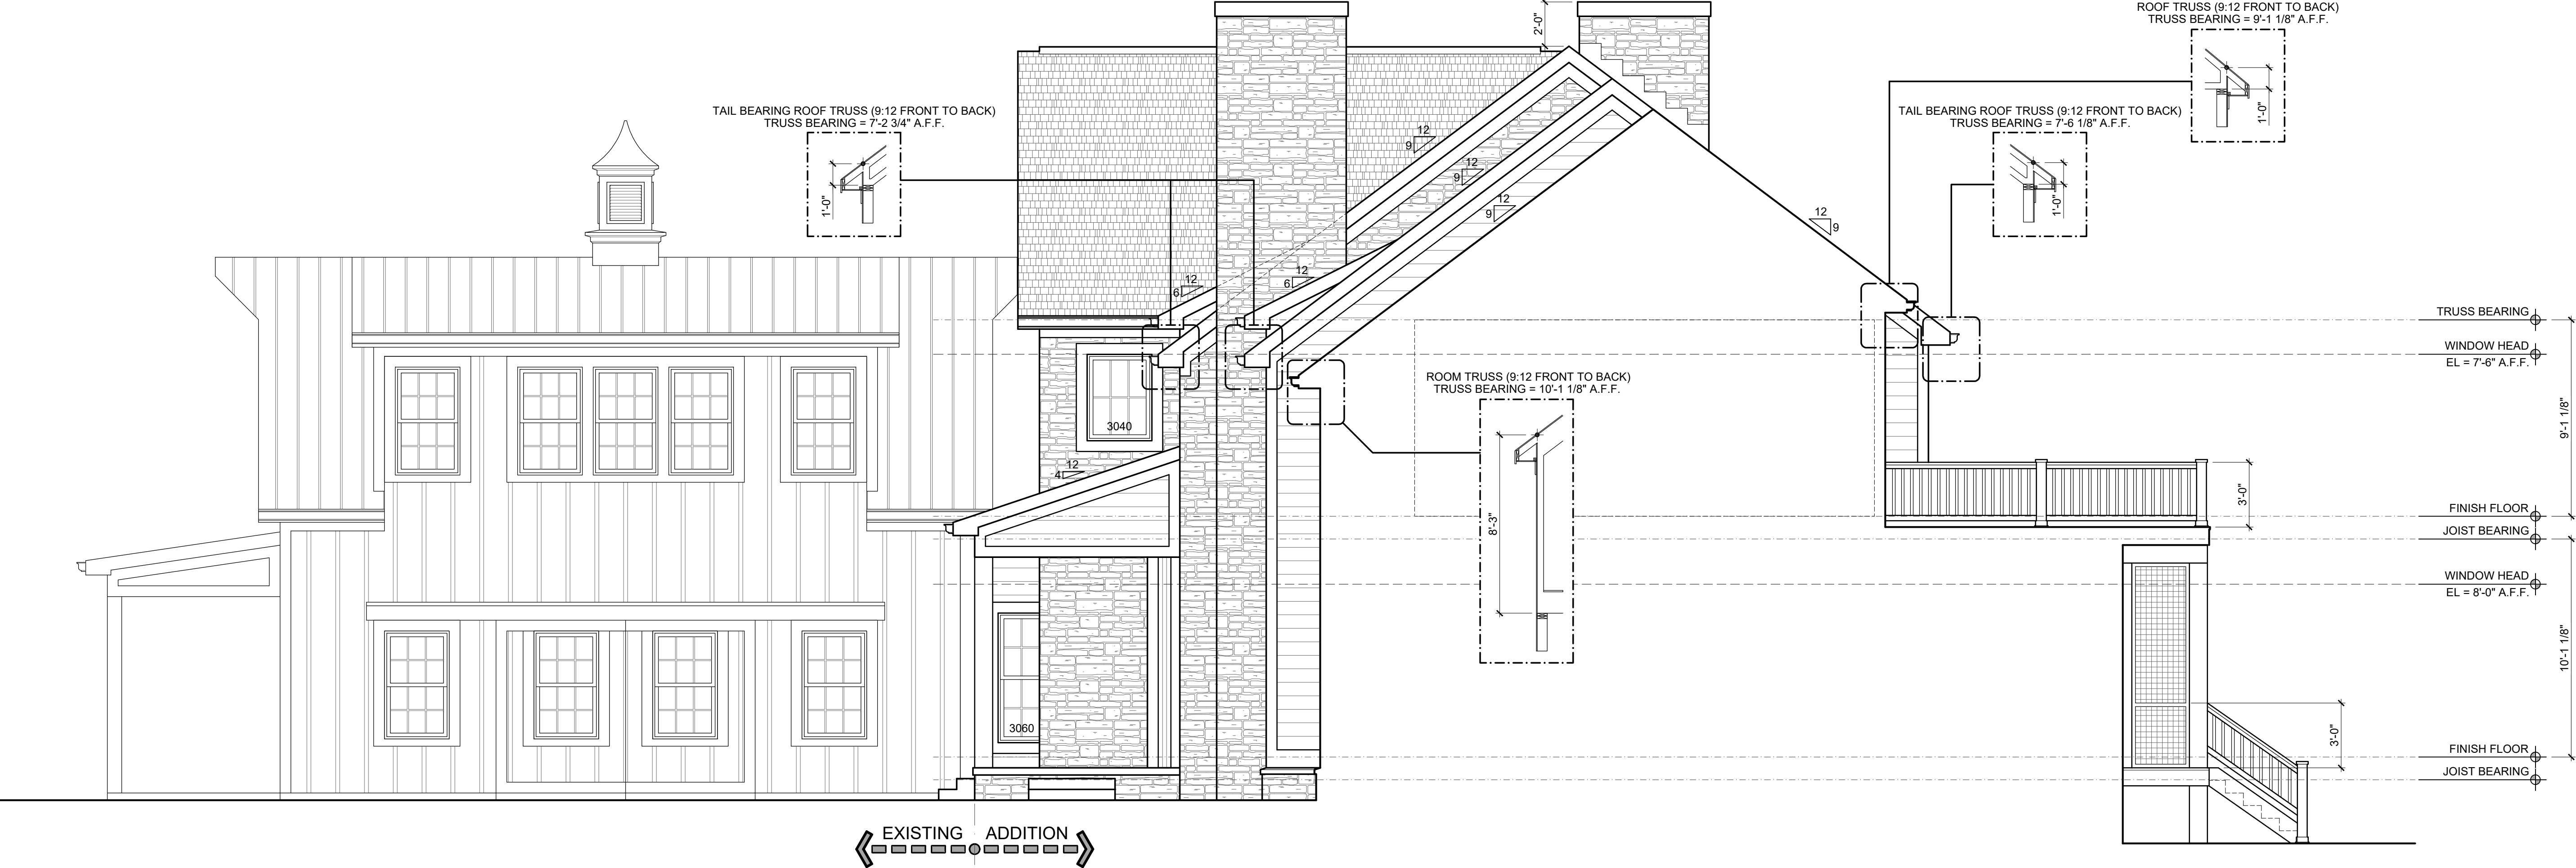 ROOF TRUSS (9:12 FRONT TO BACK)
TRUSS BEARING = 9'-1 1/8" A.F.F.
1'-0"
2'-0"
TAIL BEARING ROOF TRUSS (9:12 FRONT TO BACK)
TRUSS BEARING = 7'-2 3/4" A.F.F.
1'-0"
TAIL BEARING ROOF TRUSS (9:12 FRONT TO BACK)
TRUSS BEARING = 7'-6 1/8" A.F.F.
1'-0"
12
9
12
9
12
9
12
9
12
6
12
6
TRUSS BEARING
WINDOW HEAD
EL = 7'-6" A.F.F.
9'-1 1/8"
ROOM TRUSS (9:12 FRONT TO BACK)
TRUSS BEARING = 10'-1 1/8" A.F.F.
8'-3"
3040
12
4
3'-0"
FINISH FLOOR
JOIST BEARING
WINDOW HEAD
EL = 8'-0" A.F.F.
10'-1 1/8"
3060
3'-0"
FINISH FLOOR
JOIST BEARING
EXISTING ADDITION